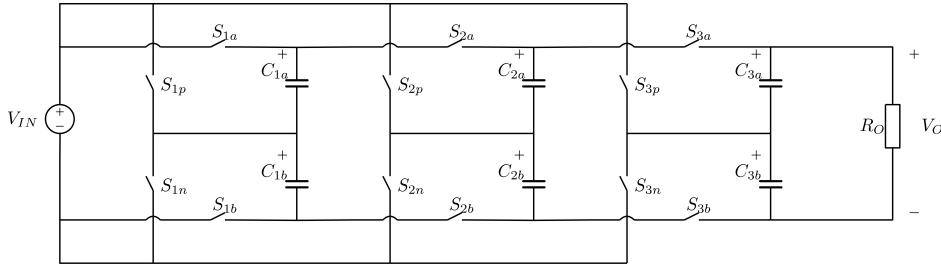 S1a S2a S3a
+ + + +
C1a C2a C3a
S1p S2p S3p
VIN + − RO VO
+ + +
C1b C2b C3b
S1n S2n S3n
S1b S2b S3b −